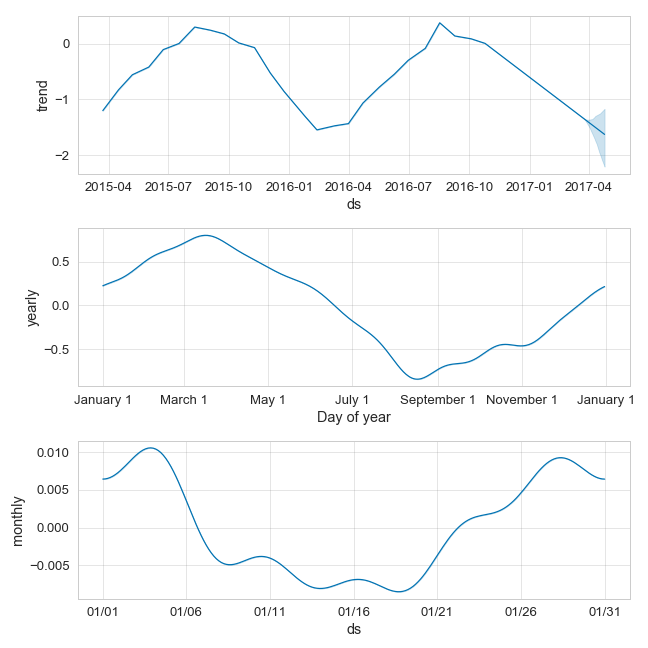 trend
0
−1
−2
2015-04 2015-07 2015-10 2016-01 2016-04 2016-07 2016-10 2017-01 2017-04
ds
yearly
0.5
0.0
−0.5
January 1 March 1 May 1 July 1 September 1 November 1 January 1
Day of year
monthly
0.010
0.005
0.000
−0.005
01/01 01/06 01/11 01/16 01/21 01/26 01/31
ds